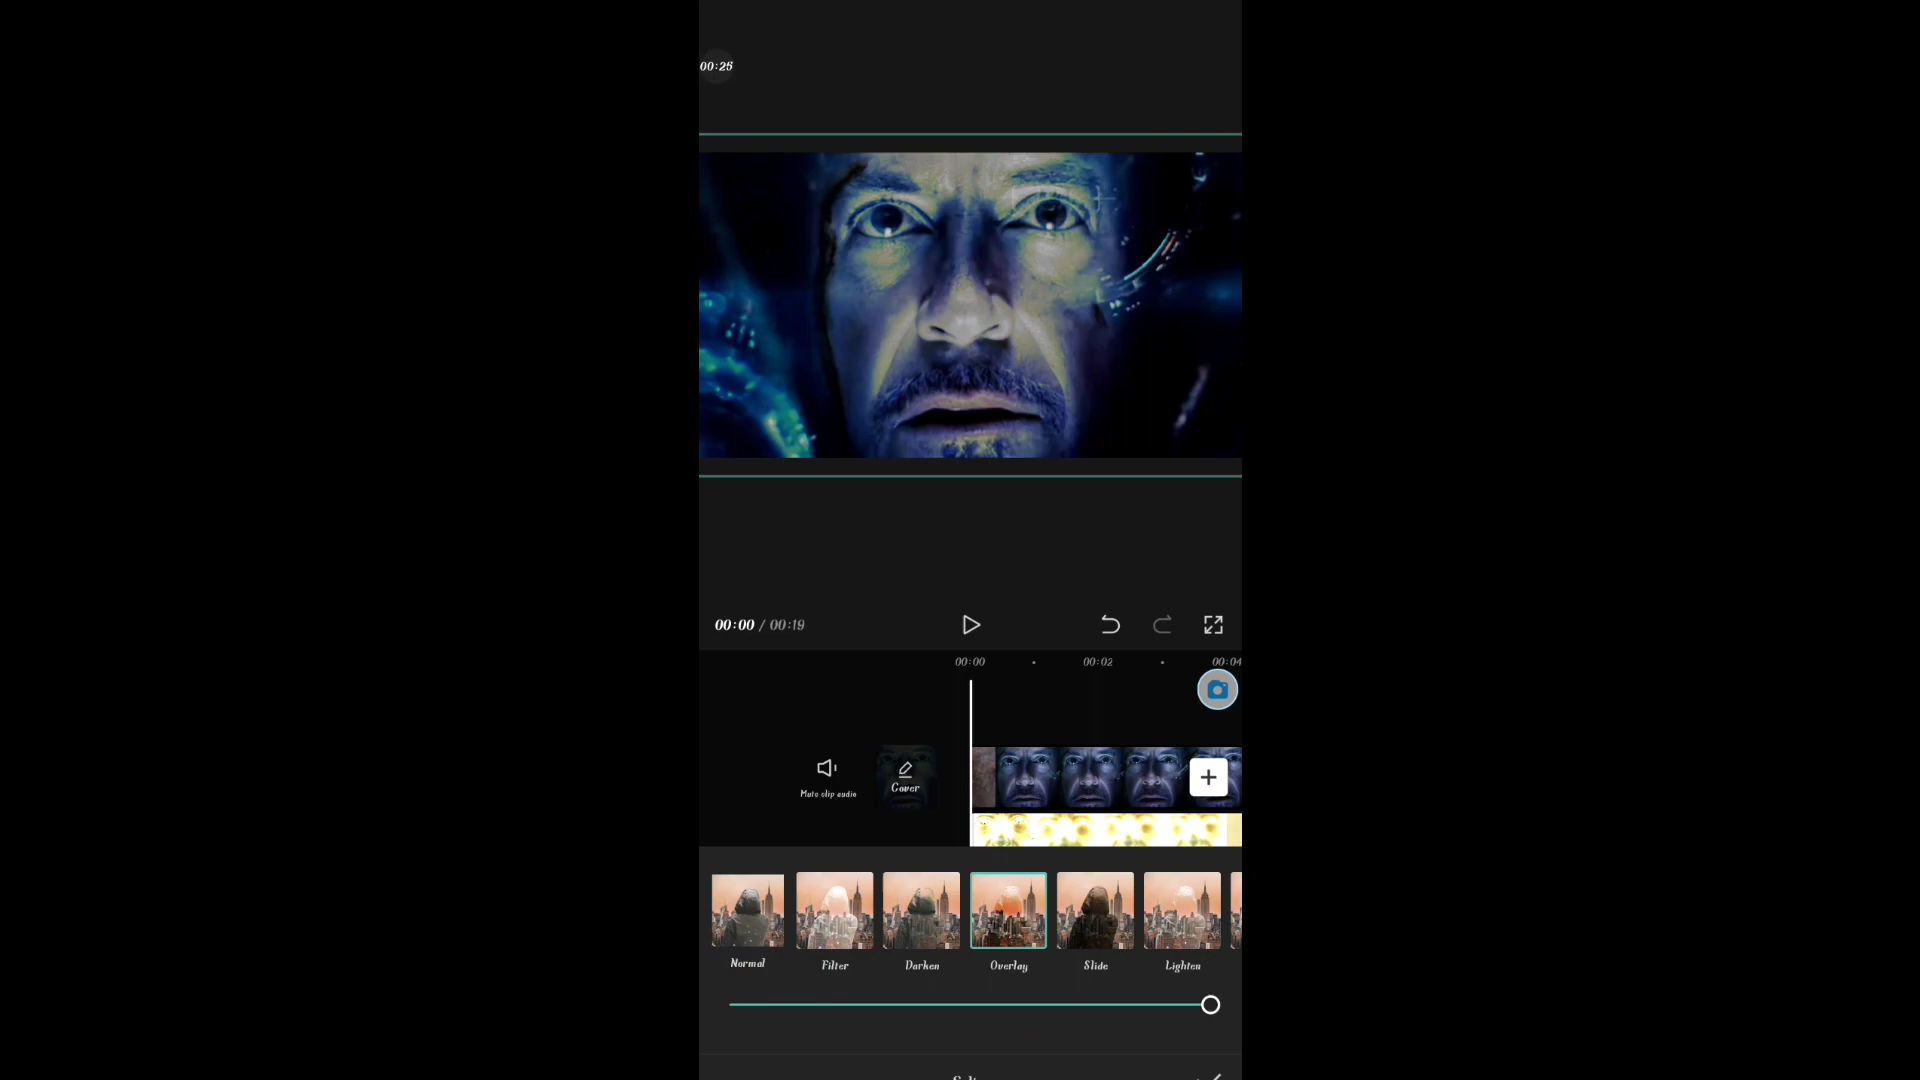 00:25
00:00 / 00:19
00:00 00:02 00:04
Mute clip audio
Cover
Normal Filter Darken Overlay Slide Lighten